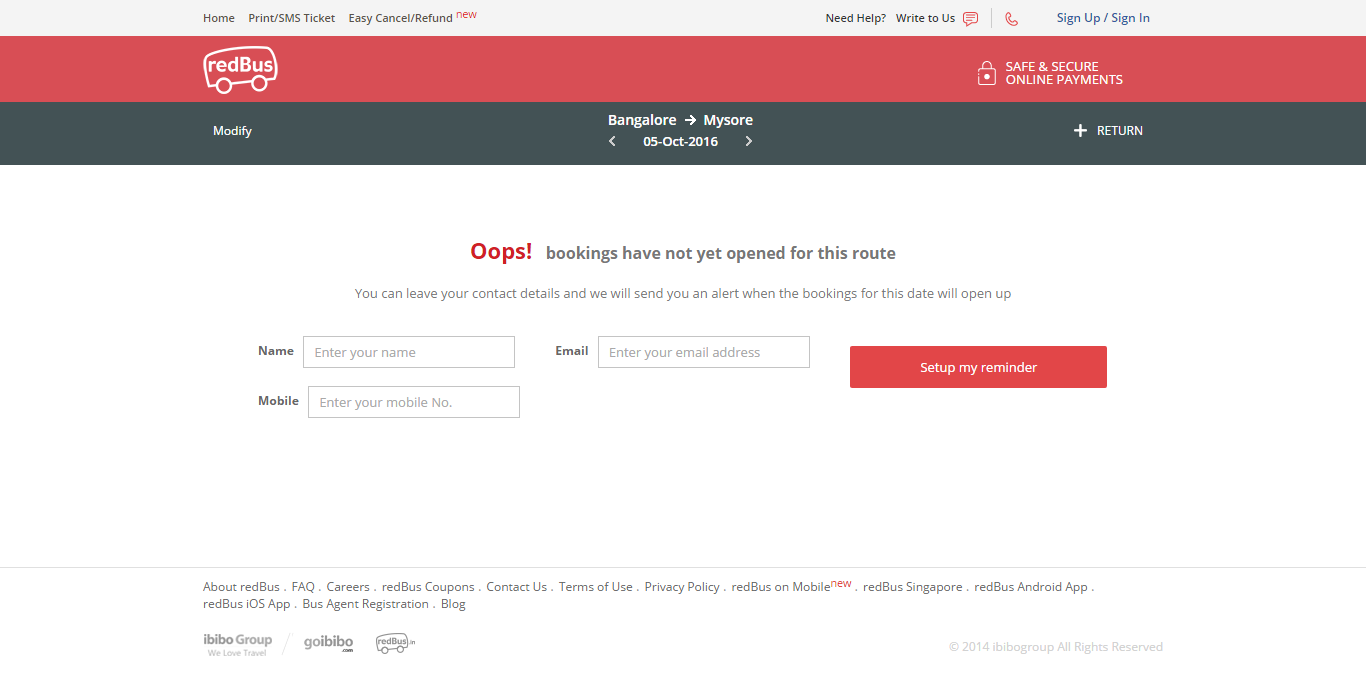 Home Print/SMS Ticket Easy Cancel/Refund new Need Help? Write to Us Sign Up / Sign In
redBus
SAFE & SECURE
ONLINE PAYMENTS
Modify
Bangalore → Mysore
05-Oct-2016
+ RETURN
Oops! bookings have not yet opened for this route
You can leave your contact details and we will send you an alert when the bookings for this date will open up
Name Enter your name Email Enter your email address
Setup my reminder
Mobile Enter your mobile No.
About redBus . FAQ . Careers . redBus Coupons . Contact Us . Terms of Use . Privacy Policy . redBus on Mobilenew . redBus Singapore . redBus Android App .
redBus iOS App . Bus Agent Registration . Blog
ibibo Group
We Love Travel
goibibo
.com
redBus.in
© 2014 ibibogroup All Rights Reserved